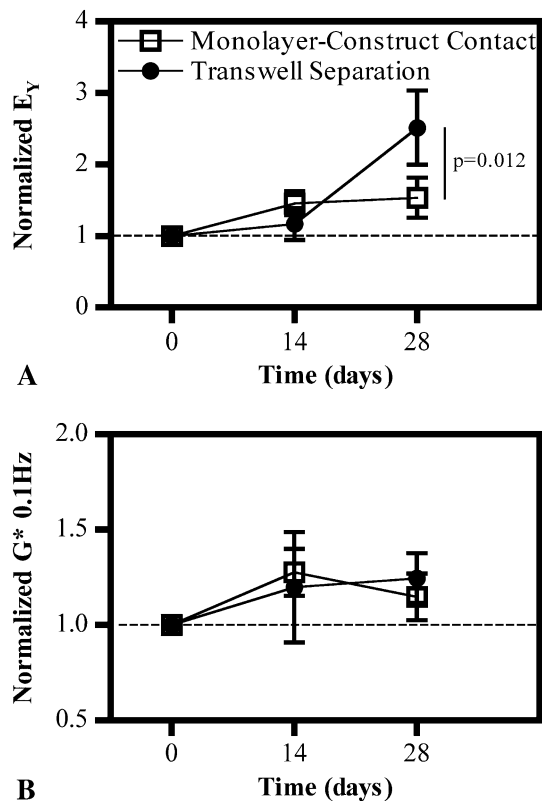 4
Monolayer-Construct Contact
Transwell Separation
3
2
p=0.012
1
0
Normalized E_Y
0 14 28
Time (days)
A
2.0
1.5
1.0
0.5
Normalized G* 0.1Hz
0 14 28
Time (days)
B